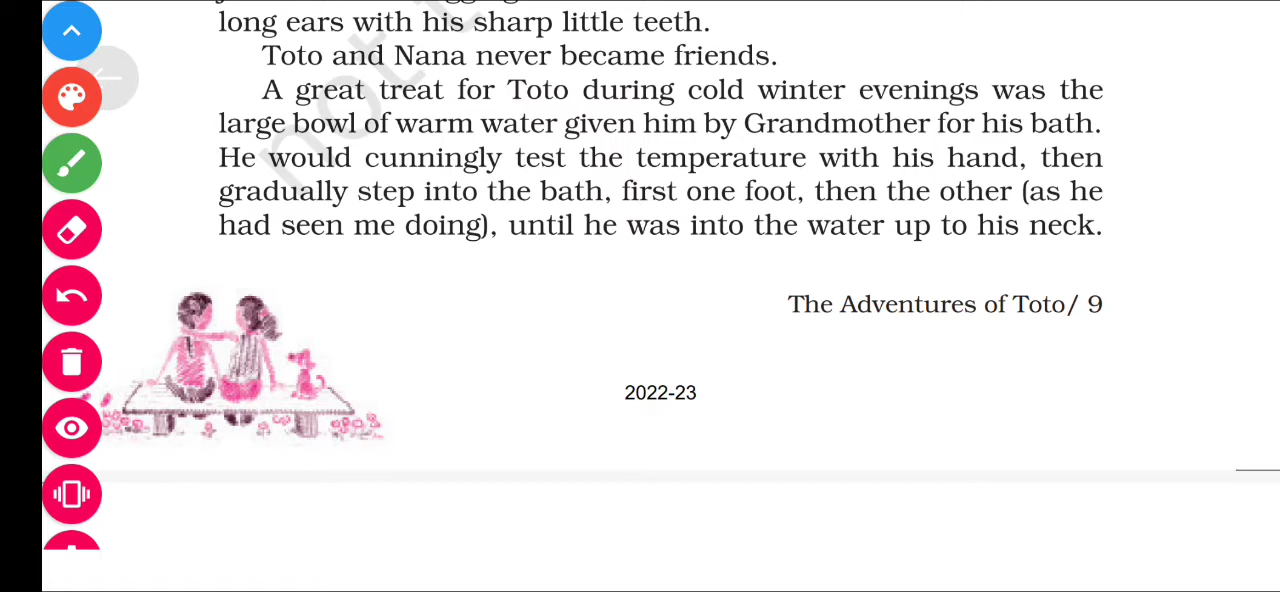 long ears with his sharp little teeth.
Toto and Nana never became friends.
A great treat for Toto during cold winter evenings was the
large bowl of warm water given him by Grandmother for his bath.
He would cunningly test the temperature with his hand, then
gradually step into the bath, first one foot, then the other (as he
had seen me doing), until he was into the water up to his neck.
The Adventures of Toto/ 9
2022-23